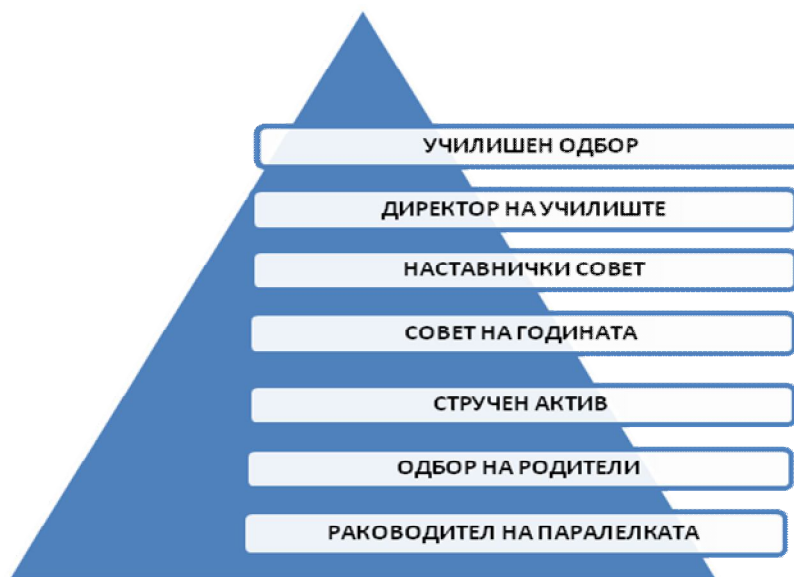 УЧИЛИШЕН ОДБОР
ДИРЕКТОР НА УЧИЛИШТЕ
НАСТАВНИЧКИ СОВЕТ
СОВЕТ НА ГОДИНАТА
СТРУЧЕН АКТИВ
ОДБОР НА РОДИТЕЛИ
РАКОВОДИТЕЛ НА ПАРАЛЕЛКАТА